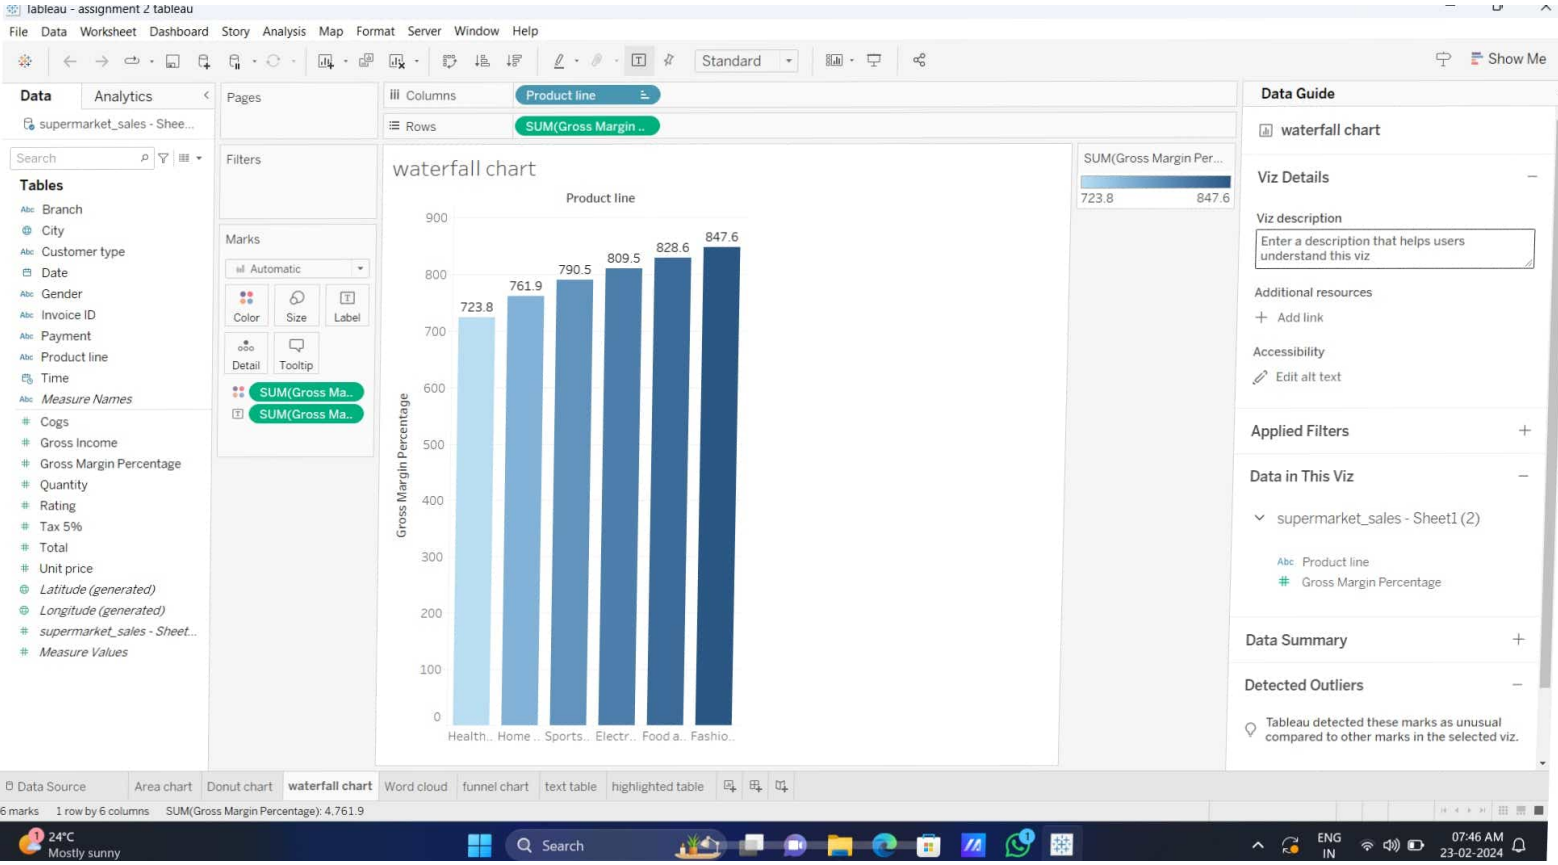 Tableau - assignment 2 tableau
File Data Worksheet Dashboard Story Analysis Map Format Server Window Help
Standard
Show Me
Data
Analytics
supermarket_sales - Shee...
Search
Tables
Abc Branch
City
Abc Customer type
Date
Abc Gender
Abc Invoice ID
Abc Payment
Abc Product line
Time
Abc Measure Names
# Cogs
# Gross Income
# Gross Margin Percentage
# Quantity
# Rating
# Tax 5%
# Total
# Unit price
Latitude (generated)
Longitude (generated)
# supermarket_sales - Sheet...
# Measure Values
Pages
Filters
Marks
Automatic
Color Size Label
Detail Tooltip
SUM(Gross Ma..
SUM(Gross Ma..
iii Columns
Product line
Rows
SUM(Gross Margin ..
waterfall chart
Product line
Gross Margin Percentage
900
800
700
600
500
400
300
200
100
0
723.8
761.9
790.5
809.5
828.6
847.6
Health.. Home .. Sports.. Electr.. Food a.. Fashio..
SUM(Gross Margin Per...
723.8 847.6
Data Guide
waterfall chart
Viz Details
Viz description
Enter a description that helps users
understand this viz
Additional resources
+ Add link
Accessibility
Edit alt text
Applied Filters
Data in This Viz
supermarket_sales - Sheet1 (2)
Abc Product line
# Gross Margin Percentage
Data Summary
Detected Outliers
Tableau detected these marks as unusual
compared to other marks in the selected viz.
Data Source
Area chart
Donut chart
waterfall chart
Word cloud
funnel chart
text table
highlighted table
6 marks 1 row by 6 columns SUM(Gross Margin Percentage): 4,761.9
1
24°C
Mostly sunny
Search
1
ENG
IN
07:46 AM
23-02-2024